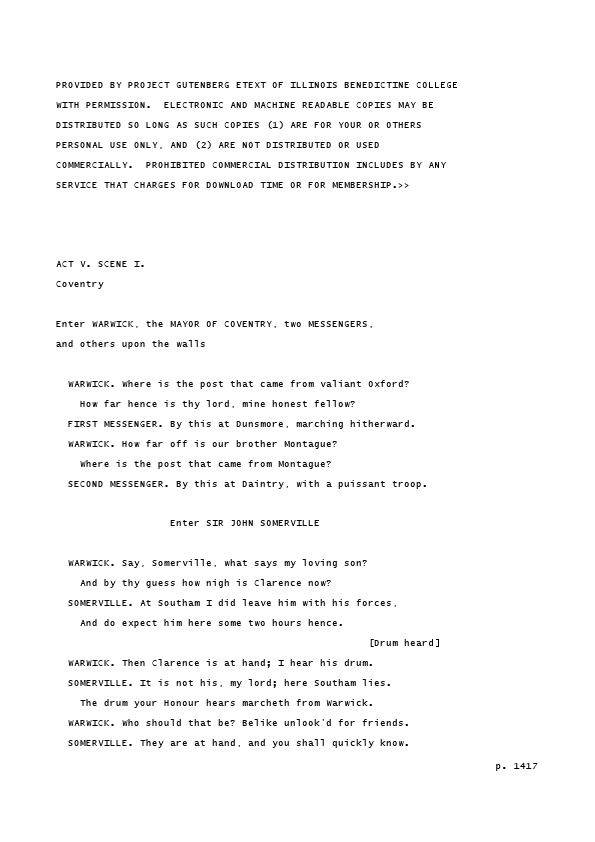 PROVIDED BY PROJECT GUTENBERG ETEXT OF ILLINOIS BENEDICTINE COLLEGE
WITH PERMISSION.  ELECTRONIC AND MACHINE READABLE COPIES MAY BE
DISTRIBUTED SO LONG AS SUCH COPIES (1) ARE FOR YOUR OR OTHERS
PERSONAL USE ONLY, AND (2) ARE NOT DISTRIBUTED OR USED
COMMERCIALLY.  PROHIBITED COMMERCIAL DISTRIBUTION INCLUDES BY ANY
SERVICE THAT CHARGES FOR DOWNLOAD TIME OR FOR MEMBERSHIP.>>
ACT V. SCENE I.
Coventry
Enter WARWICK, the MAYOR OF COVENTRY, two MESSENGERS,
and others upon the walls
WARWICK. Where is the post that came from valiant Oxford?
How far hence is thy lord, mine honest fellow?
FIRST MESSENGER. By this at Dunsmore, marching hitherward.
WARWICK. How far off is our brother Montague?
Where is the post that came from Montague?
SECOND MESSENGER. By this at Daintry, with a puissant troop.
Enter SIR JOHN SOMERVILLE
WARWICK. Say, Somerville, what says my loving son?
And by thy guess how nigh is Clarence now?
SOMERVILLE. At Southam I did leave him with his forces,
And do expect him here some two hours hence.
[Drum heard]
WARWICK. Then Clarence is at hand; I hear his drum.
SOMERVILLE. It is not his, my lord; here Southam lies.
The drum your Honour hears marcheth from Warwick.
WARWICK. Who should that be? Belike unlook'd for friends.
SOMERVILLE. They are at hand, and you shall quickly know.
p. 1417